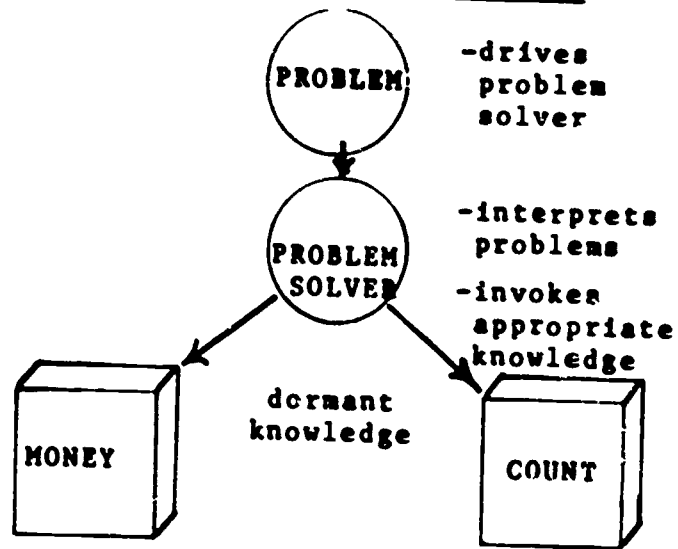 PROBLEM
-drives
problem
solver
PROBLEM
SOLVER
-interprets
problems
-invokes
appropriate
knowledge
dormant
knowledge
MONEY
COUNT